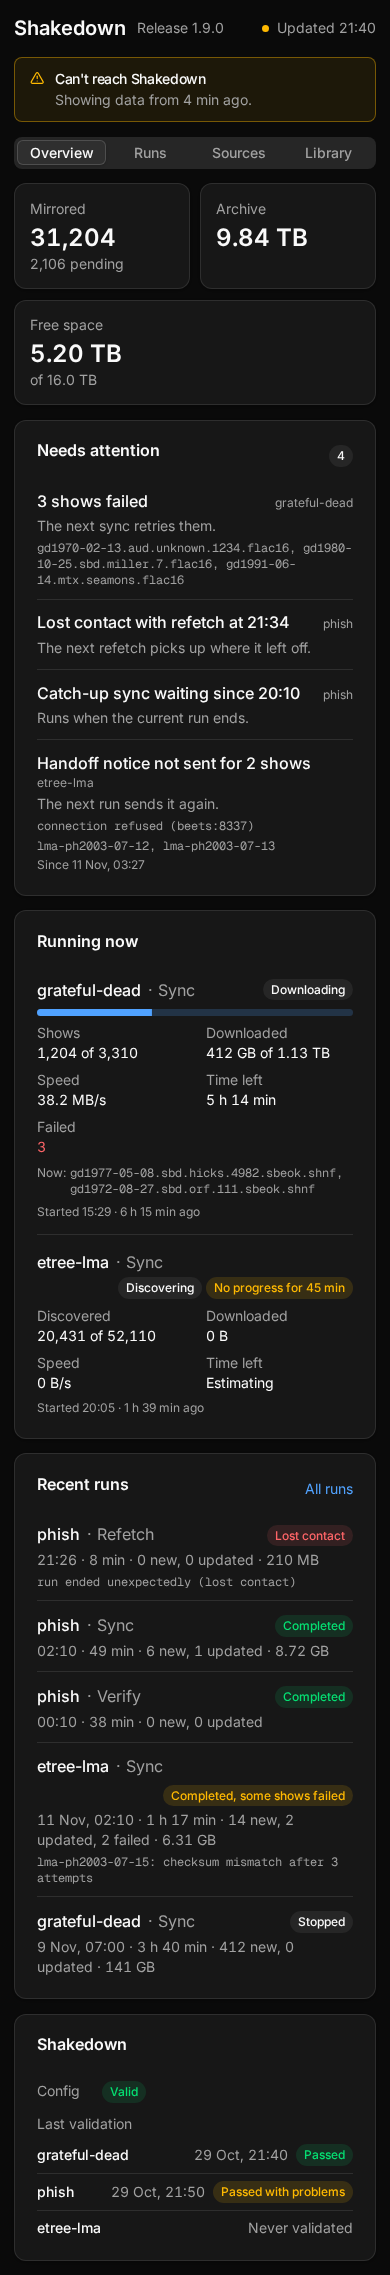 Shakedown Release 1.9.0 Updated 21:40
Can't reach Shakedown
Showing data from 4 min ago.
Overview Runs Sources Library
Mirrored
31,204
2,106 pending
Archive
9.84 TB
Free space
5.20 TB
of 16.0 TB
Needs attention 4
3 shows failed grateful-dead
The next sync retries them.
gd1970-02-13.aud.unknown.1234.flac16, gd1980-
10-25.sbd.miller.7.flac16, gd1991-06-
14.mtx.seamons.flac16
Lost contact with refetch at 21:34 phish
The next refetch picks up where it left off.
Catch-up sync waiting since 20:10 phish
Runs when the current run ends.
Handoff notice not sent for 2 shows
etree-lma
The next run sends it again.
connection refused (beets:8337)
lma-ph2003-07-12, lma-ph2003-07-13
Since 11 Nov, 03:27
Running now
grateful-dead · Sync Downloading
Shows Downloaded
1,204 of 3,310 412 GB of 1.13 TB
Speed Time left
38.2 MB/s 5 h 14 min
Failed
3
Now: gd1977-05-08.sbd.hicks.4982.sbeok.shnf,
gd1972-08-27.sbd.orf.111.sbeok.shnf
Started 15:29 · 6 h 15 min ago
etree-lma · Sync
Discovering No progress for 45 min
Discovered Downloaded
20,431 of 52,110 0 B
Speed Time left
0 B/s Estimating
Started 20:05 · 1 h 39 min ago
Recent runs All runs
phish · Refetch Lost contact
21:26 · 8 min · 0 new, 0 updated · 210 MB
run ended unexpectedly (lost contact)
phish · Sync Completed
02:10 · 49 min · 6 new, 1 updated · 8.72 GB
phish · Verify Completed
00:10 · 38 min · 0 new, 0 updated
etree-lma · Sync
Completed, some shows failed
11 Nov, 02:10 · 1 h 17 min · 14 new, 2
updated, 2 failed · 6.31 GB
lma-ph2003-07-15: checksum mismatch after 3
attempts
grateful-dead · Sync Stopped
9 Nov, 07:00 · 3 h 40 min · 412 new, 0
updated · 141 GB
Shakedown
Config Valid
Last validation
grateful-dead 29 Oct, 21:40 Passed
phish 29 Oct, 21:50 Passed with problems
etree-lma Never validated